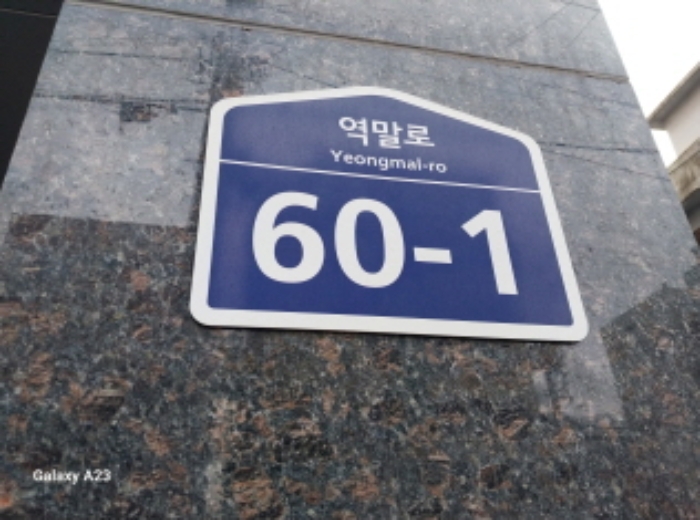 역말로
Yeongmal-ro
60-1
Galaxy A23